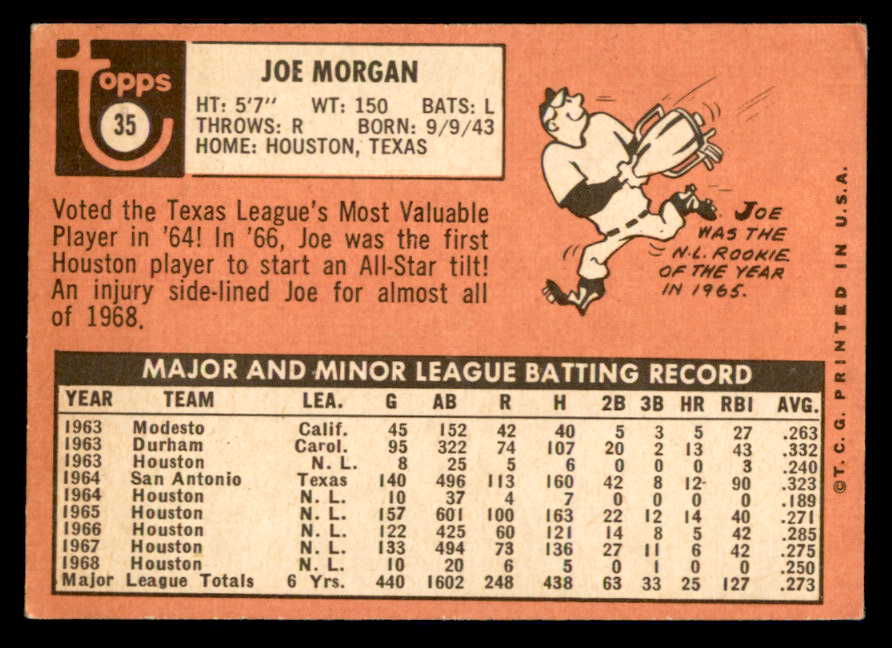 topps
35
JOE MORGAN
HT: 5'7" WT: 150 BATS: L
THROWS: R BORN: 9/9/43
HOME: HOUSTON, TEXAS
Voted the Texas League's Most Valuable
Player in '64! In '66, Joe was the first
Houston player to start an All-Star tilt!
An injury side-lined Joe for almost all
of 1968.
JOE
WAS THE
N.L. ROOKIE
OF THE YEAR
IN 1965.
MAJOR AND MINOR LEAGUE BATTING RECORD
YEAR TEAM LEA. G AB R H 2B 3B HR RBI AVG.
1963 Modesto Calif. 45 152 42 40 5 3 5 27 .263
1963 Durham Carol. 95 322 74 107 20 2 13 43 .332
1963 Houston N. L. 8 25 5 6 0 0 0 3 .240
1964 San Antonio Texas 140 496 113 160 42 8 12 90 .323
1964 Houston N. L. 10 37 4 7 0 0 0 0 .189
1965 Houston N. L. 157 601 100 163 22 12 14 40 .271
1966 Houston N. L. 122 425 60 121 14 8 5 42 .285
1967 Houston N. L. 133 494 73 136 27 11 6 42 .275
1968 Houston N. L. 10 20 6 5 0 1 0 0 .250
Major League Totals 6 Yrs. 440 1602 248 438 63 33 25 127 .273
© T. C. G. PRINTED IN U. S. A.